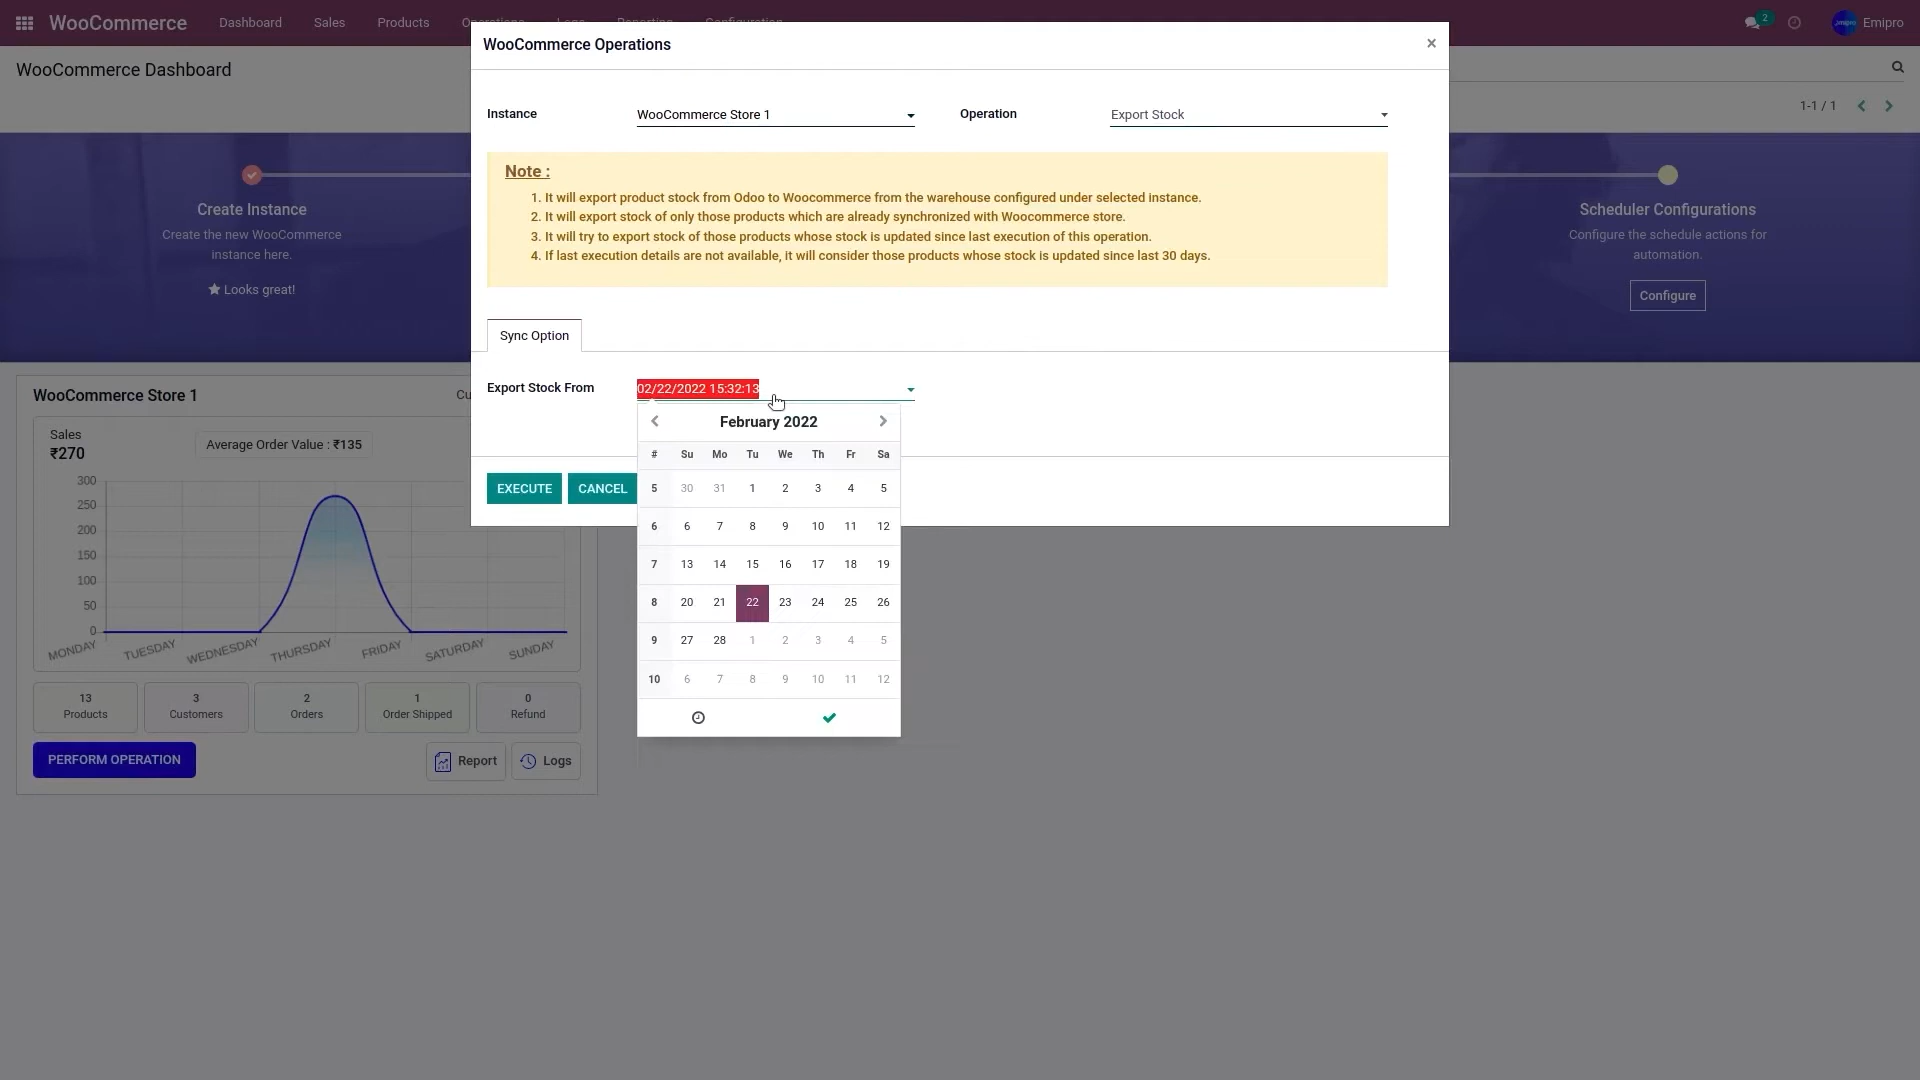 WooCommerce Dashboard Sales Products Operations Logs Reporting Configuration 2 Emipro
WooCommerce Operations ×
WooCommerce Dashboard
1-1 / 1
Instance WooCommerce Store 1 Operation Export Stock
Note :
1. It will export product stock from Odoo to Woocommerce from the warehouse configured under selected instance.
2. It will export stock of only those products which are already synchronized with Woocommerce store.
3. It will try to export stock of those products whose stock is updated since last execution of this operation.
4. If last execution details are not available, it will consider those products whose stock is updated since last 30 days.
Create Instance
Create the new WooCommerce
instance here.
Looks great!
Scheduler Configurations
Configure the schedule actions for
automation.
Configure
Sync Option
Export Stock From 02/22/2022 15:32:13
February 2022
# Su Mo Tu We Th Fr Sa
5 30 31 1 2 3 4 5
6 6 7 8 9 10 11 12
7 13 14 15 16 17 18 19
8 20 21 22 23 24 25 26
9 27 28 1 2 3 4 5
10 6 7 8 9 10 11 12
EXECUTE CANCEL
WooCommerce Store 1 Cu
Sales
₹270
Average Order Value : ₹135
300
250
200
150
100
50
0
MONDAY TUESDAY WEDNESDAY THURSDAY FRIDAY SATURDAY SUNDAY
13 3 2 1 0
Products Customers Orders Order Shipped Refund
PERFORM OPERATION Report Logs